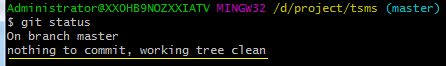 Administrator@XXOHB9NOZXXIATV MINGW32 /d/project/tsms (master)
$ git status
On branch master
nothing to commit, working tree clean